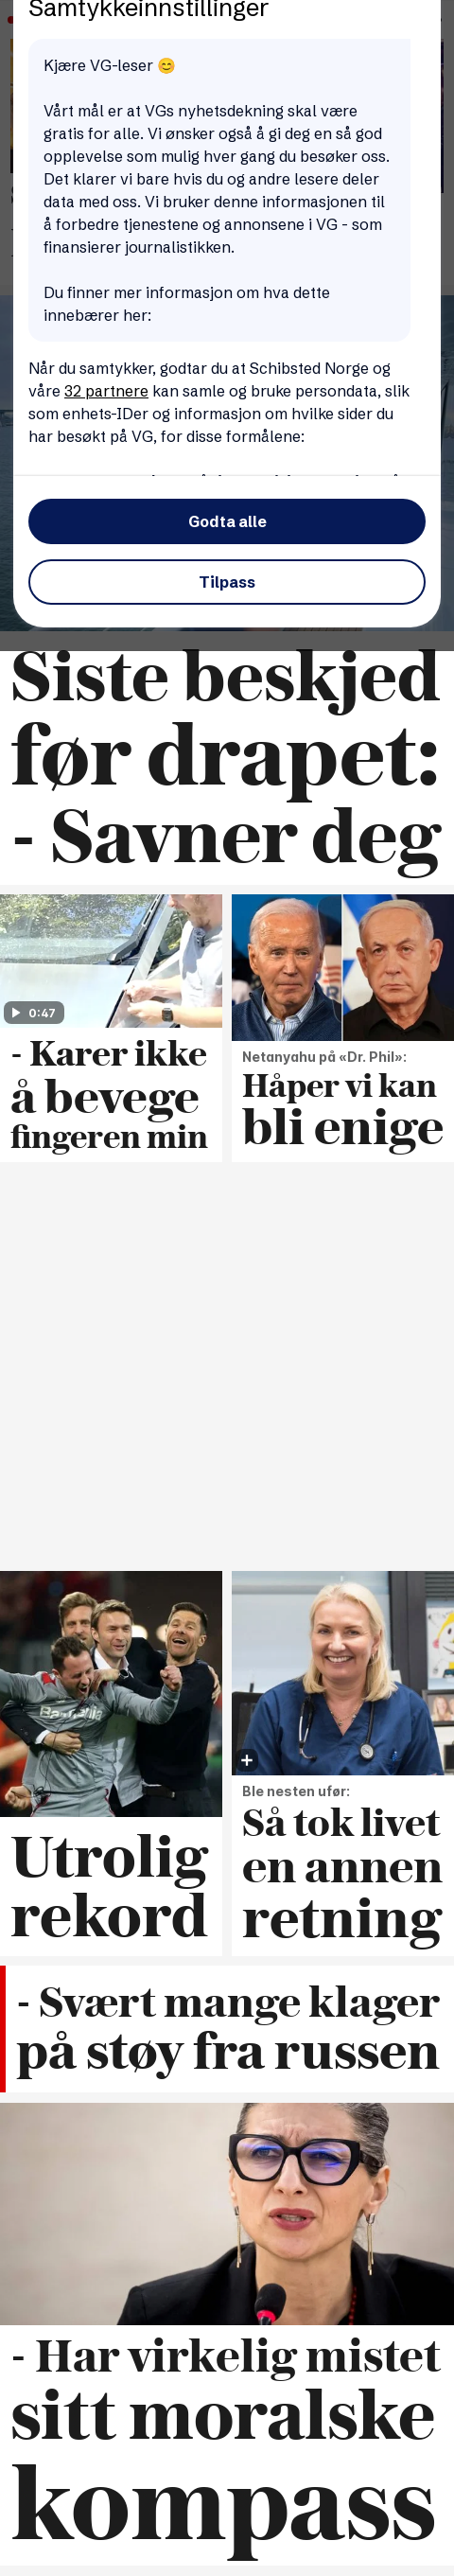 Samtykkeinnstillinger
Kjære VG-leser 😊
Vårt mål er at VGs nyhetsdekning skal være
gratis for alle. Vi ønsker også å gi deg en så god
opplevelse som mulig hver gang du besøker oss.
Det klarer vi bare hvis du og andre lesere deler
data med oss. Vi bruker denne informasjonen til
å forbedre tjenestene og annonsene i VG - som
finansierer journalistikken.
Du finner mer informasjon om hva dette
innebærer her:
Når du samtykker, godtar du at Schibsted Norge og
våre 32 partnere kan samle og bruke persondata, slik
som enhets-IDer og informasjon om hvilke sider du
har besøkt på VG, for disse formålene:
Godta alle
Tilpass
Siste beskjed
før drapet:
- Savner deg
0:47
- Karer ikke
å bevege
fingeren min
Netanyahu på «Dr. Phil»:
Håper vi kan
bli enige
Utrolig
rekord
Ble nesten ufør:
Så tok livet
en annen
retning
- Svært mange klager
på støy fra russen
- Har virkelig mistet
sitt moralske
kompass